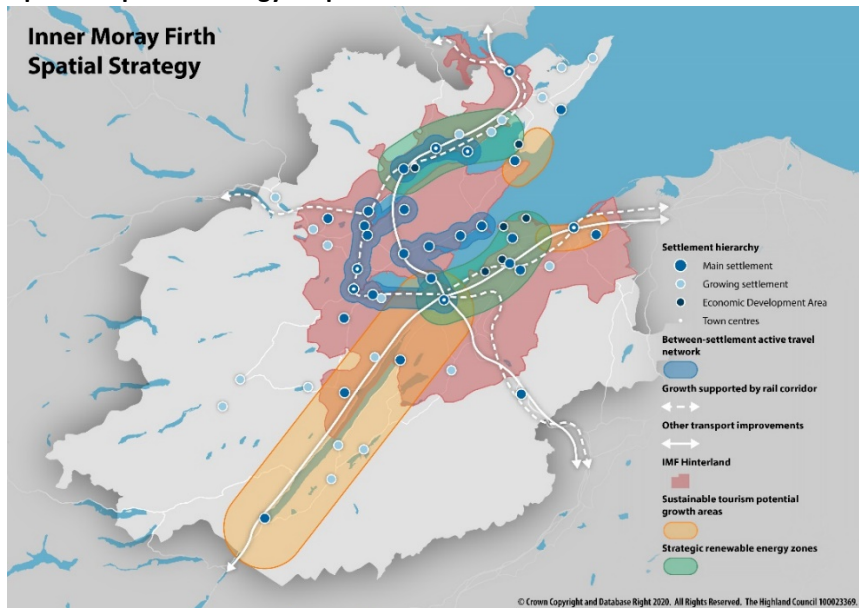 Inner Moray Firth
Spatial Strategy
Settlement hierarchy
Main settlement
Growing settlement
Economic Development Area
Town centres
Between-settlement active travel
network
Growth supported by rail corridor
Other transport improvements
IMF Hinterland
Sustainable tourism potential
growth areas
Strategic renewable energy zones
© Crown Copyright and Database Right 2020. All Rights Reserved. The Highland Council 100023369.